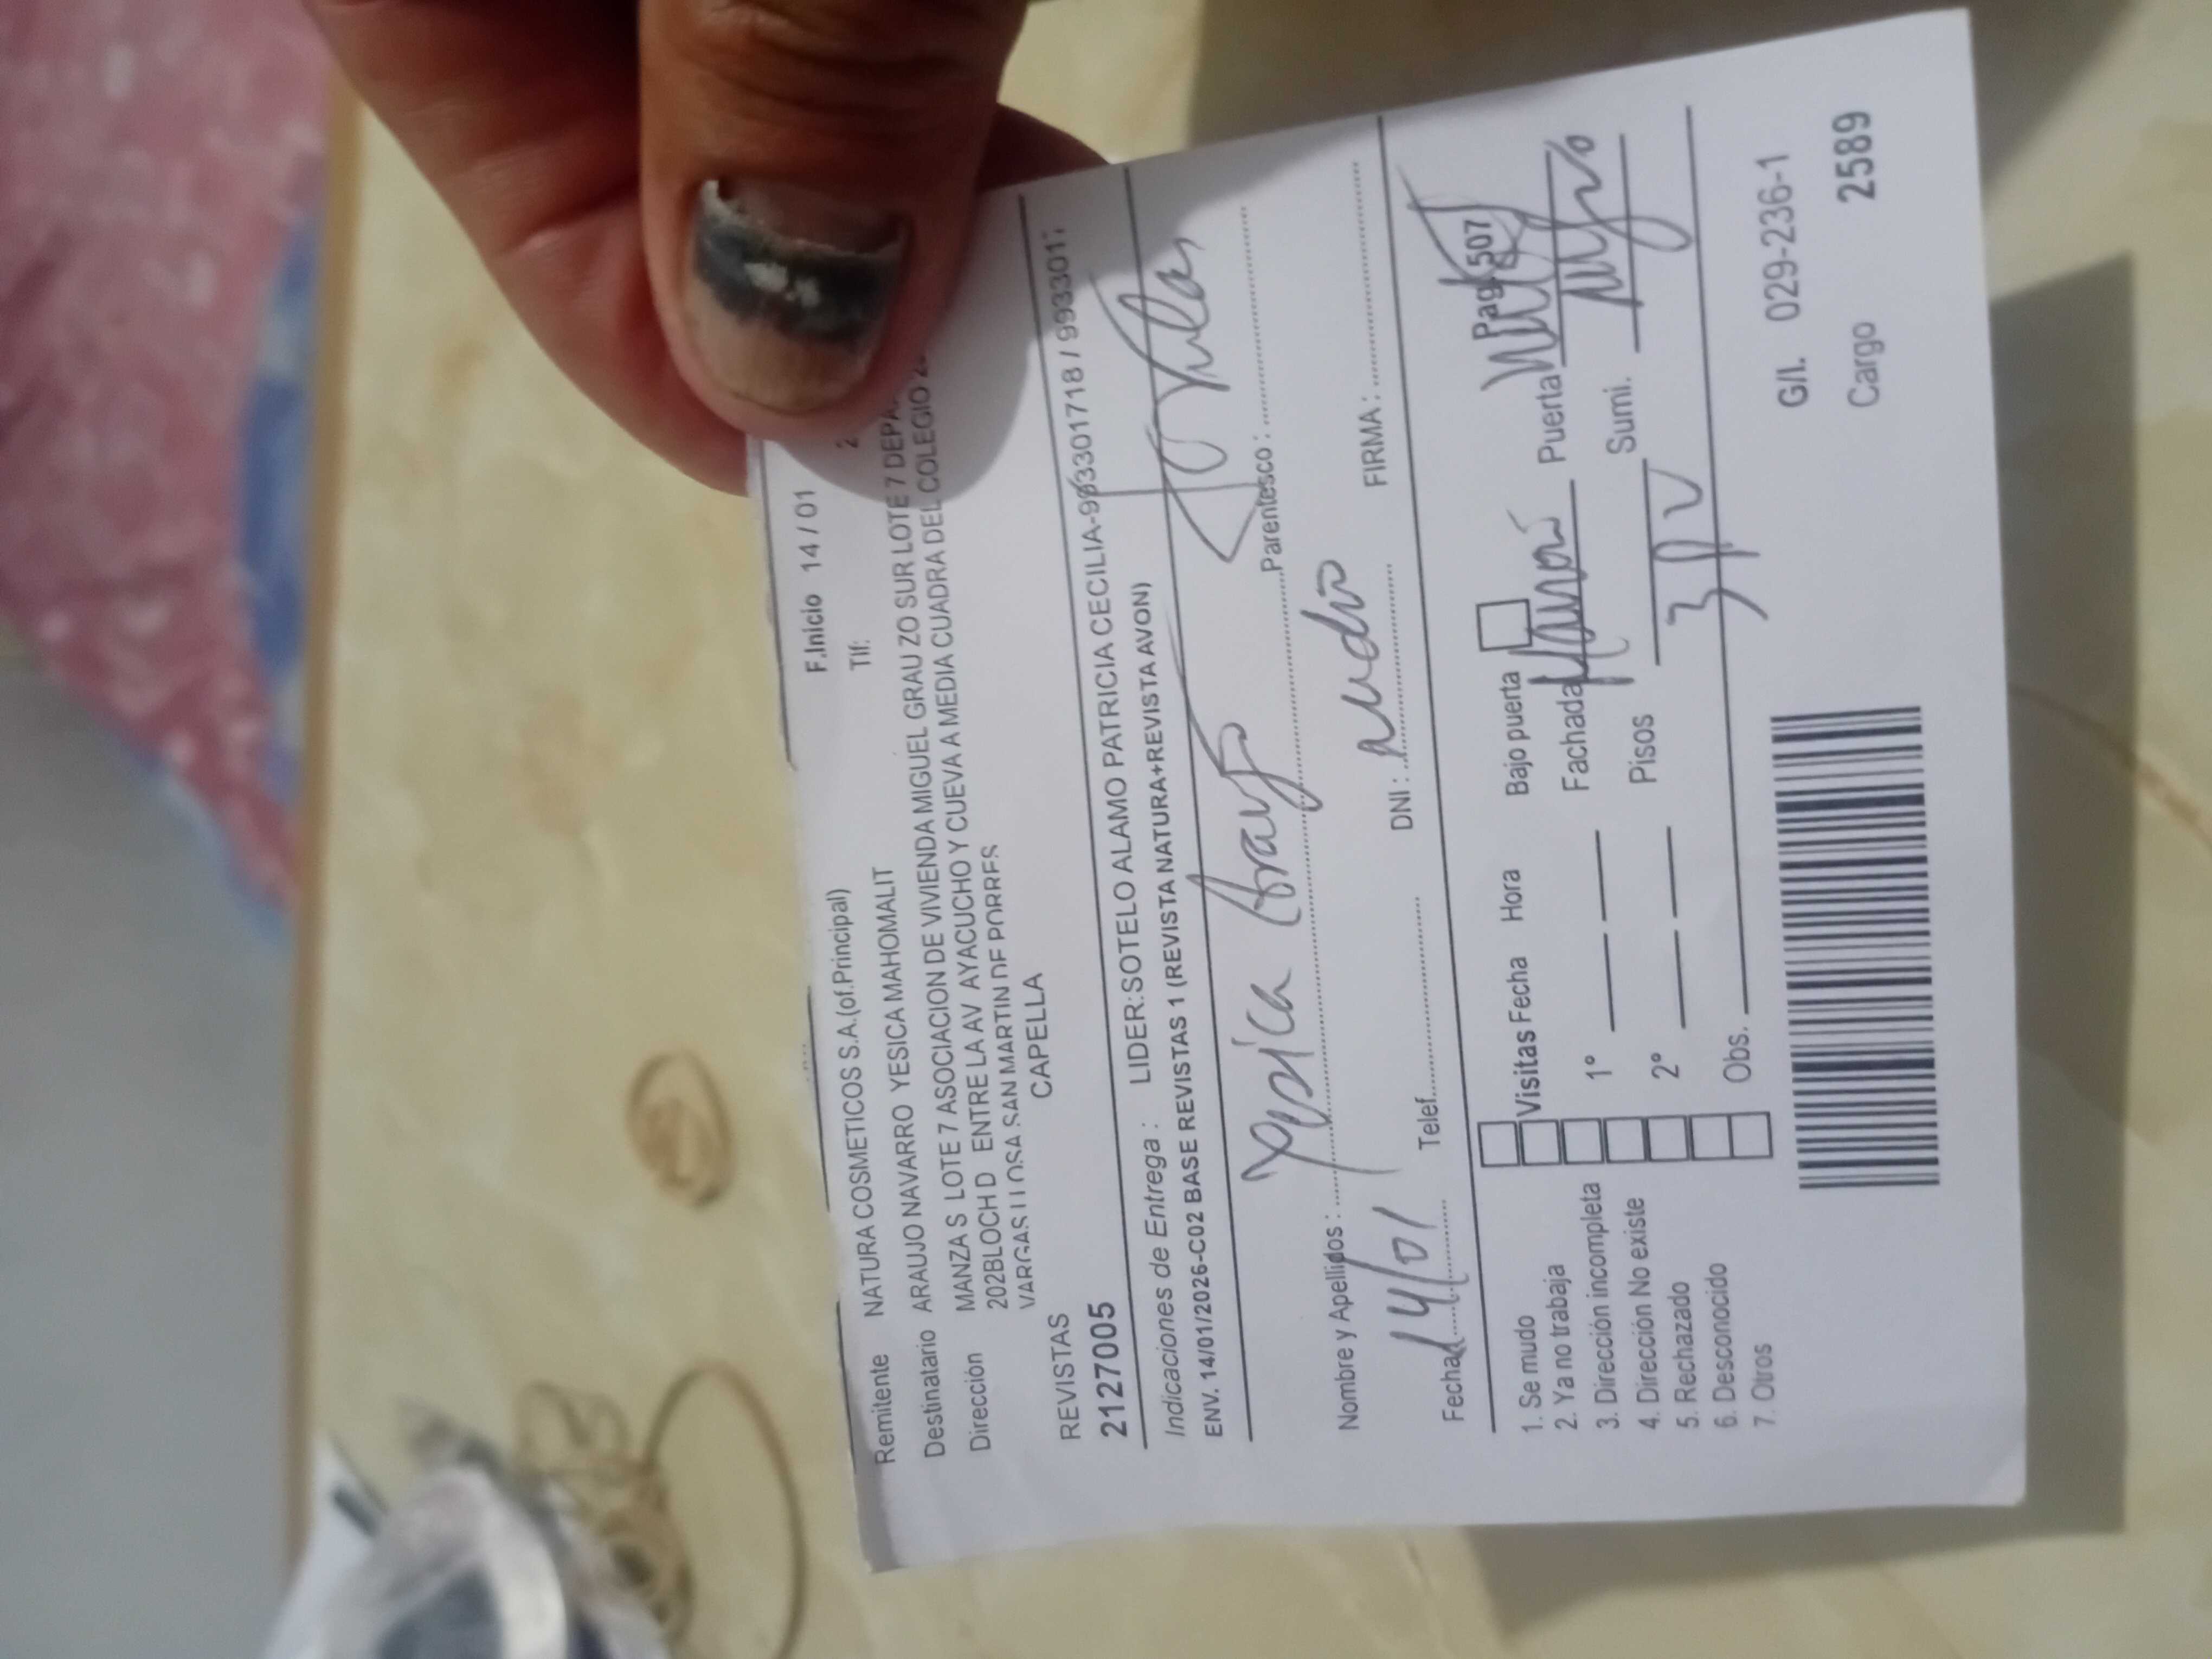 F.Inicio 14 / 01
Remitente NATURA COSMETICOS S.A.(of.Principal) Tlf: 2
Destinatario ARAUJO NAVARRO YESICA MAHOMALIT
Dirección MANZA S LOTE 7 ASOCIACION DE VIVIENDA MIGUEL GRAU ZO SUR LOTE 7 DEPA
202BLOCH D ENTRE LA AV AYACUCHO Y CUEVA A MEDIA CUADRA DEL COLEGIO
VARGAS LLOSA SAN MARTIN DE PORRES
REVISTAS CAPELLA
2127005
Indicaciones de Entrega : LIDER:SOTELO ALAMO PATRICIA CECILIA-993301718 / 9933017
ENV. 14/01/2026-C02 BASE REVISTAS 1 (REVISTA NATURA+REVISTA AVON)
Yesica Araujo
Nombre y Apellidos : Parentesco :
14/01
Fecha Telef. DNI : FIRMA :
1. Se mudo
2. Ya no trabaja
3. Dirección incompleta
4. Dirección No existe
5. Rechazado
6. Desconocido
7. Otros
Visitas Fecha Hora
1º
2º
Obs.
Bajo puerta Pag. 507
Fachada Puerta
Pisos Sumi.
G/I. 029-236-1
Cargo 2589